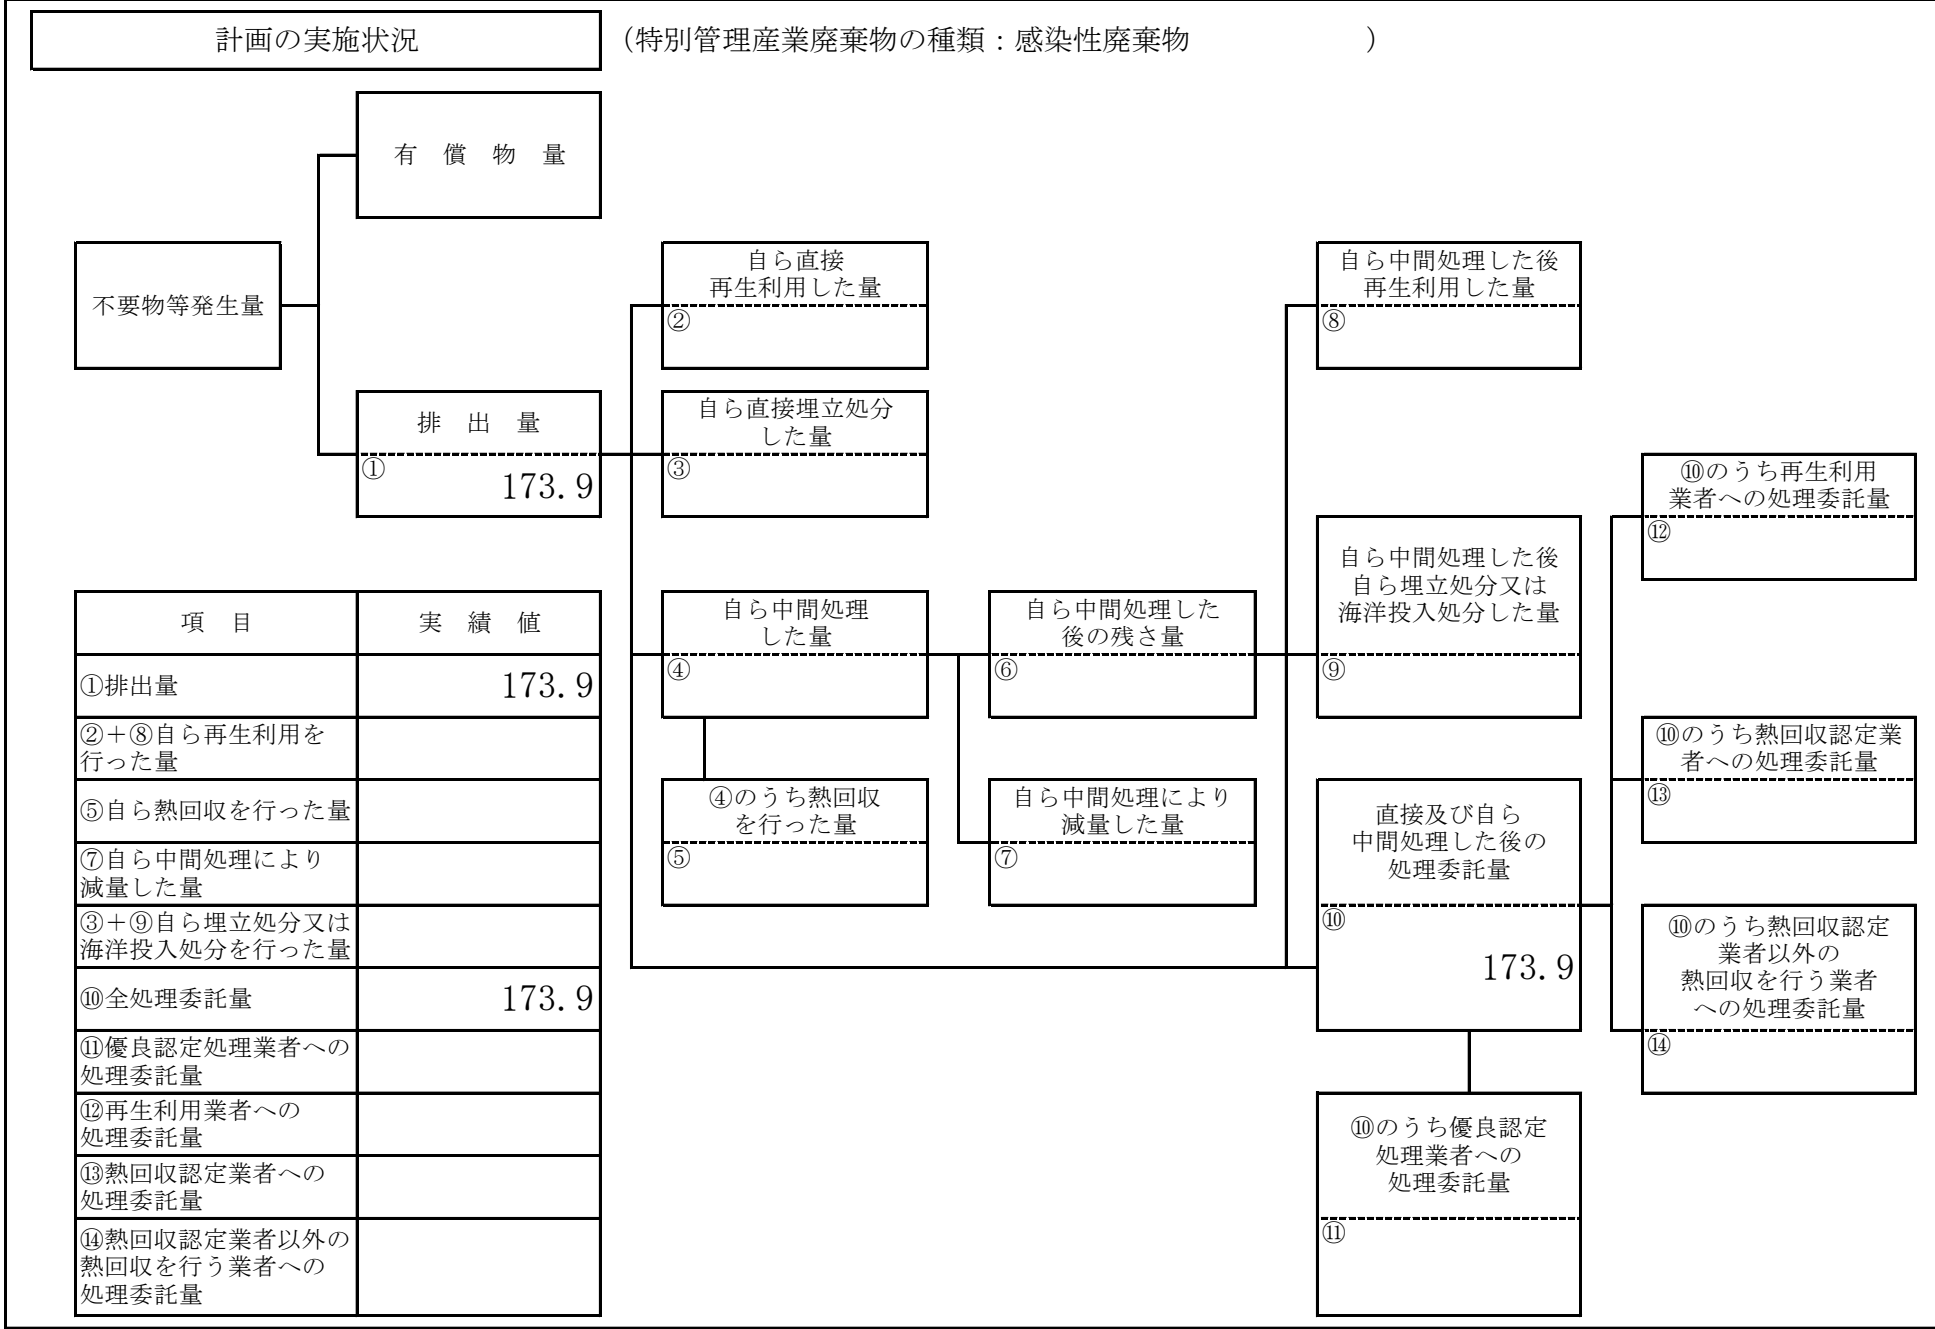 計画の実施状況
（特別管理産業廃棄物の種類：感染性廃棄物　　　　　　　）
有　償　物　量
不要物等発生量
排　出　量
①
173.9
自ら直接
再生利用した量
②
自ら直接埋立処分
した量
③
自ら中間処理
した量
④
④のうち熱回収
を行った量
⑤
自ら中間処理した
後の残さ量
⑥
自ら中間処理により
減量した量
⑦
自ら中間処理した後
再生利用した量
⑧
自ら中間処理した後
自ら埋立処分又は
海洋投入処分した量
⑨
直接及び自ら
中間処理した後の
処理委託量
⑩
173.9
⑩のうち優良認定
処理業者への
処理委託量
⑪
⑩のうち再生利用
業者への処理委託量
⑫
⑩のうち熱回収認定業
者への処理委託量
⑬
⑩のうち熱回収認定
業者以外の
熱回収を行う業者
への処理委託量
⑭
項　目
実　績　値
①排出量
173.9
②＋⑧自ら再生利用を
行った量
⑤自ら熱回収を行った量
⑦自ら中間処理により
減量した量
③＋⑨自ら埋立処分又は
海洋投入処分を行った量
⑩全処理委託量
173.9
⑪優良認定処理業者への
処理委託量
⑫再生利用業者への
処理委託量
⑬熱回収認定業者への
処理委託量
⑭熱回収認定業者以外の
熱回収を行う業者への
処理委託量